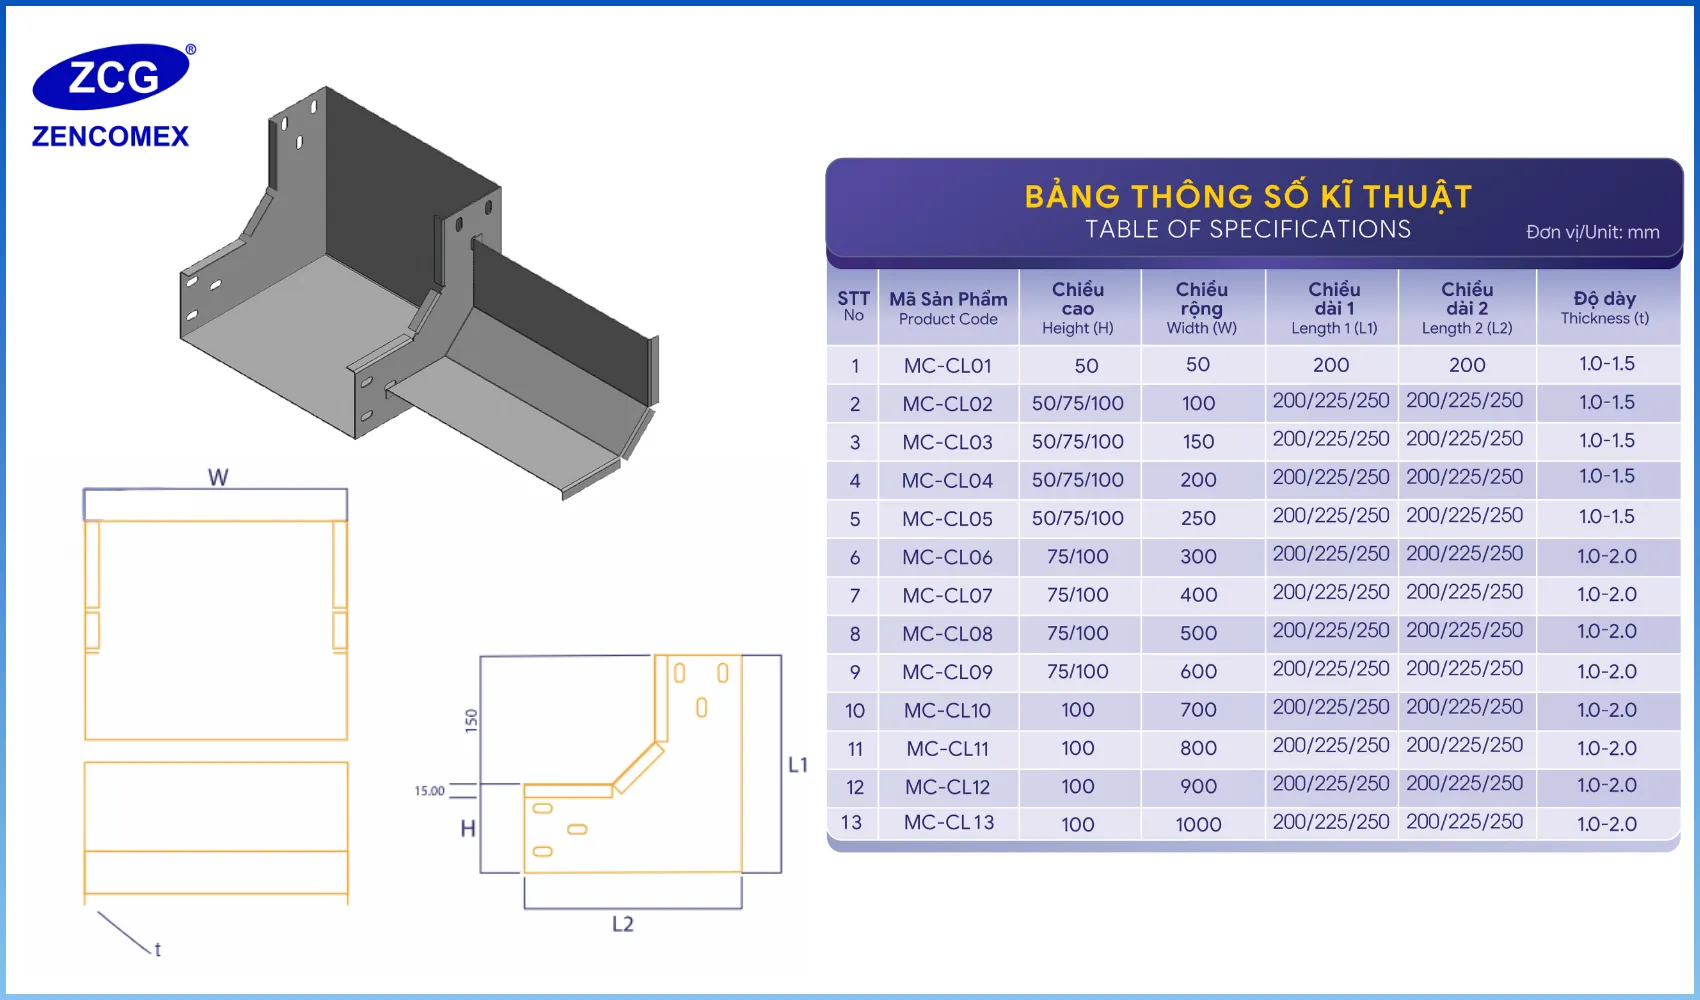 ZCG®
ZENCOMEX
W
t
150
15.00
H
L1
L2
BẢNG THÔNG SỐ KĨ THUẬT
TABLE OF SPECIFICATIONS
Đơn vị/Unit: mm
STT No | Mã Sản Phẩm Product Code | Chiều cao Height (H) | Chiều rộng Width (W) | Chiều dài 1 Length 1 (L1) | Chiều dài 2 Length 2 (L2) | Độ dày Thickness (t)
1 | MC-CL01 | 50 | 50 | 200 | 200 | 1.0-1.5
2 | MC-CL02 | 50/75/100 | 100 | 200/225/250 | 200/225/250 | 1.0-1.5
3 | MC-CL03 | 50/75/100 | 150 | 200/225/250 | 200/225/250 | 1.0-1.5
4 | MC-CL04 | 50/75/100 | 200 | 200/225/250 | 200/225/250 | 1.0-1.5
5 | MC-CL05 | 50/75/100 | 250 | 200/225/250 | 200/225/250 | 1.0-1.5
6 | MC-CL06 | 75/100 | 300 | 200/225/250 | 200/225/250 | 1.0-2.0
7 | MC-CL07 | 75/100 | 400 | 200/225/250 | 200/225/250 | 1.0-2.0
8 | MC-CL08 | 75/100 | 500 | 200/225/250 | 200/225/250 | 1.0-2.0
9 | MC-CL09 | 75/100 | 600 | 200/225/250 | 200/225/250 | 1.0-2.0
10 | MC-CL10 | 100 | 700 | 200/225/250 | 200/225/250 | 1.0-2.0
11 | MC-CL11 | 100 | 800 | 200/225/250 | 200/225/250 | 1.0-2.0
12 | MC-CL12 | 100 | 900 | 200/225/250 | 200/225/250 | 1.0-2.0
13 | MC-CL13 | 100 | 1000 | 200/225/250 | 200/225/250 | 1.0-2.0